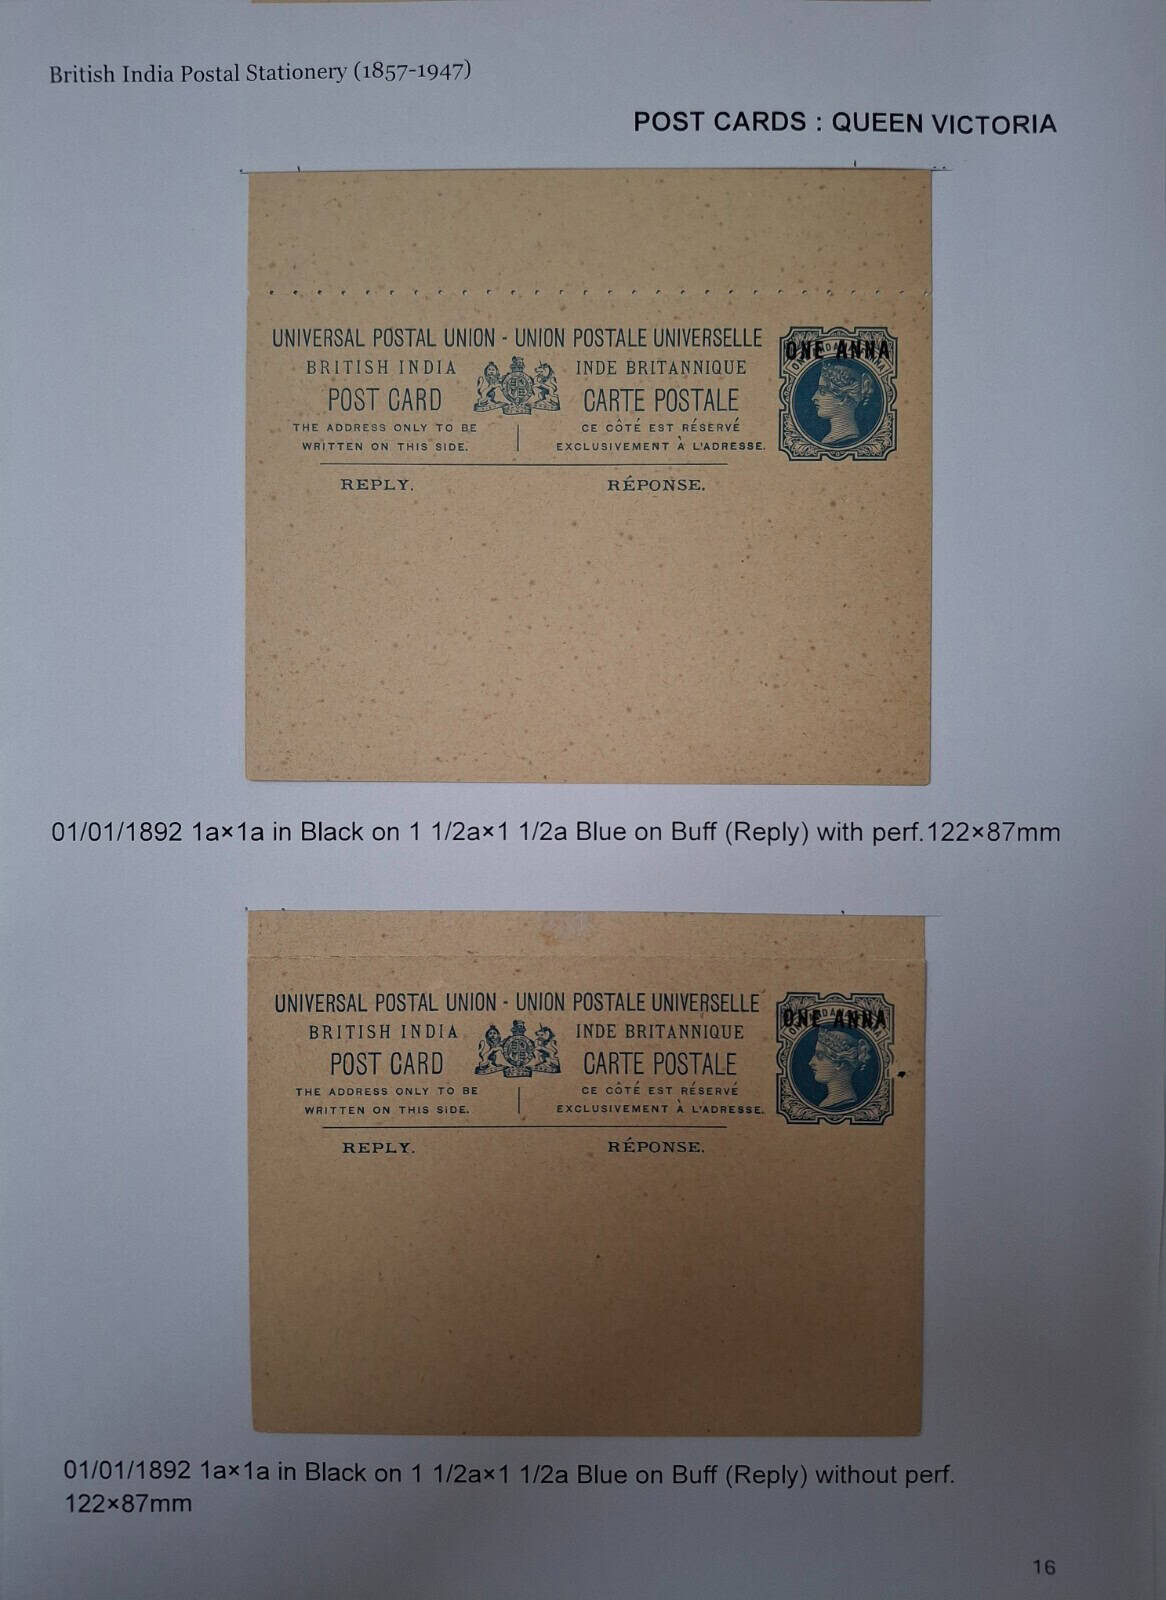 British India Postal Stationery (1857-1947)
POST CARDS : QUEEN VICTORIA
UNIVERSAL POSTAL UNION - UNION POSTALE UNIVERSELLE
BRITISH INDIA INDE BRITANNIQUE
POST CARD CARTE POSTALE
THE ADDRESS ONLY TO BE CE CÔTÉ EST RÉSERVÉ
WRITTEN ON THIS SIDE. EXCLUSIVEMENT À L'ADRESSE.
REPLY. RÉPONSE.
ONE ANNA
01/01/1892 1a×1a in Black on 1 1/2a×1 1/2a Blue on Buff (Reply) with perf.122×87mm
UNIVERSAL POSTAL UNION - UNION POSTALE UNIVERSELLE
BRITISH INDIA INDE BRITANNIQUE
POST CARD CARTE POSTALE
THE ADDRESS ONLY TO BE CE CÔTÉ EST RÉSERVÉ
WRITTEN ON THIS SIDE. EXCLUSIVEMENT À L'ADRESSE.
REPLY. RÉPONSE.
ONE ANNA
01/01/1892 1a×1a in Black on 1 1/2a×1 1/2a Blue on Buff (Reply) without perf.
122×87mm
16